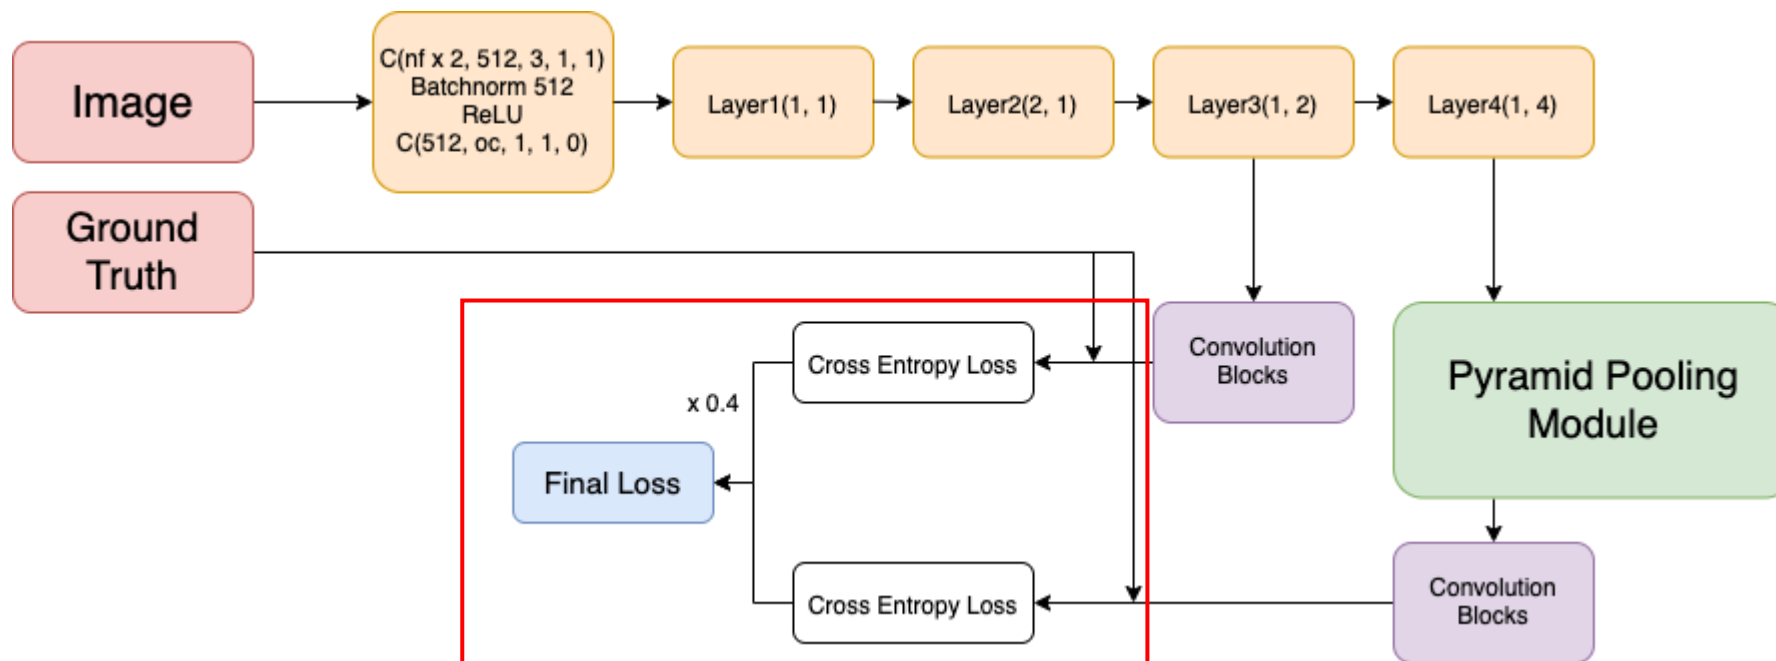 Image
C(nf x 2, 512, 3, 1, 1)
Batchnorm 512
ReLU
C(512, oc, 1, 1, 0)
Layer1(1, 1)
Layer2(2, 1)
Layer3(1, 2)
Layer4(1, 4)
Ground
Truth
Cross Entropy Loss
Convolution
Blocks
Pyramid Pooling
Module
x 0.4
Final Loss
Cross Entropy Loss
Convolution
Blocks